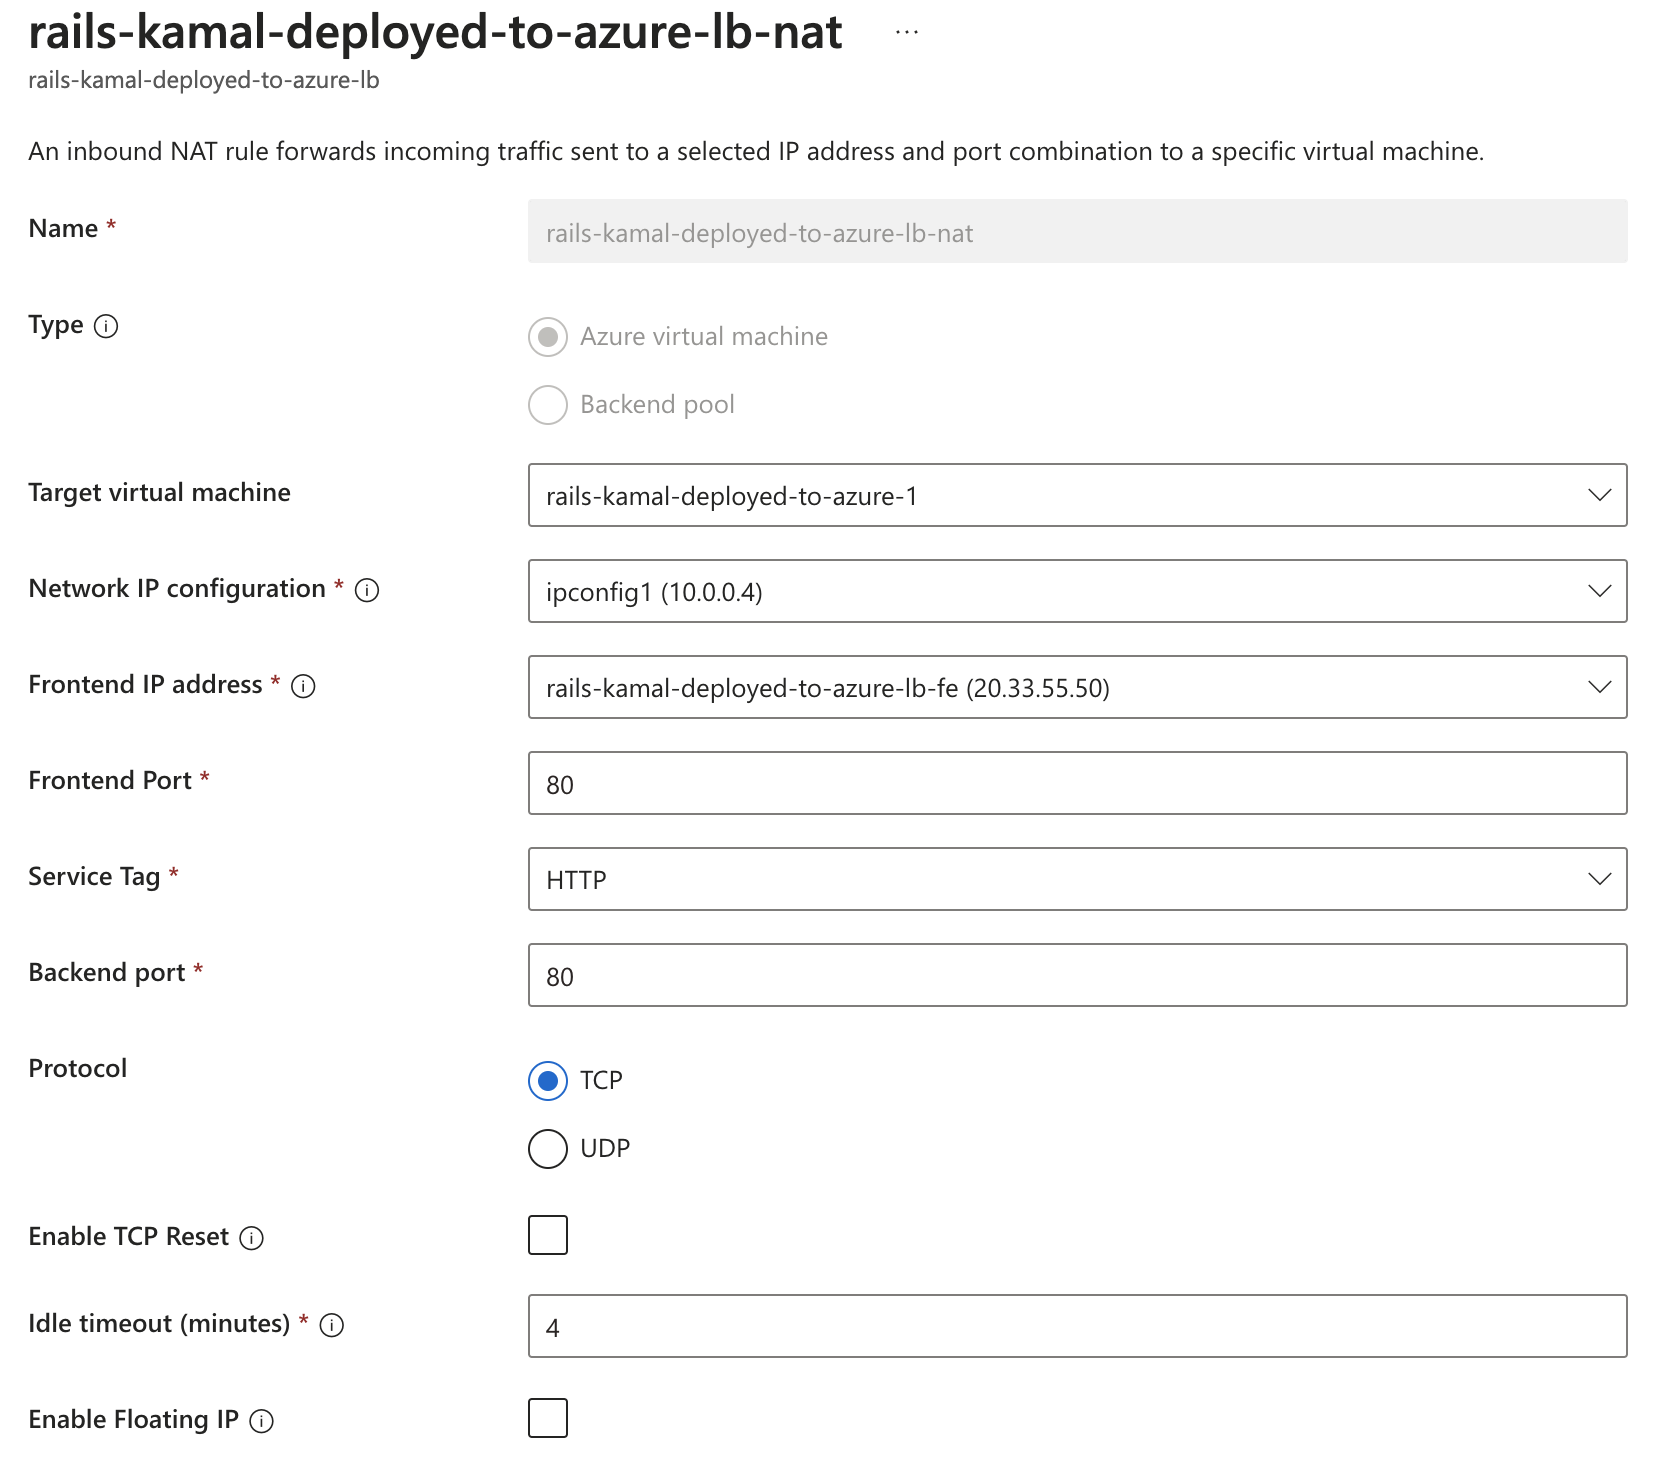 rails-kamal-deployed-to-azure-lb-nat ...
rails-kamal-deployed-to-azure-lb
An inbound NAT rule forwards incoming traffic sent to a selected IP address and port combination to a specific virtual machine.
Name * rails-kamal-deployed-to-azure-lb-nat
Type Azure virtual machine
Backend pool
Target virtual machine rails-kamal-deployed-to-azure-1
Network IP configuration * ipconfig1 (10.0.0.4)
Frontend IP address * rails-kamal-deployed-to-azure-lb-fe (20.33.55.50)
Frontend Port * 80
Service Tag * HTTP
Backend port * 80
Protocol TCP
UDP
Enable TCP Reset
Idle timeout (minutes) * 4
Enable Floating IP